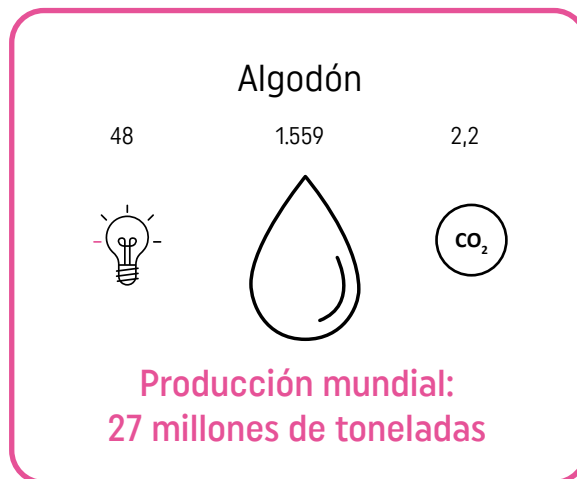 Algodón
48 1.559 2,2
CO₂
Producción mundial:
27 millones de toneladas